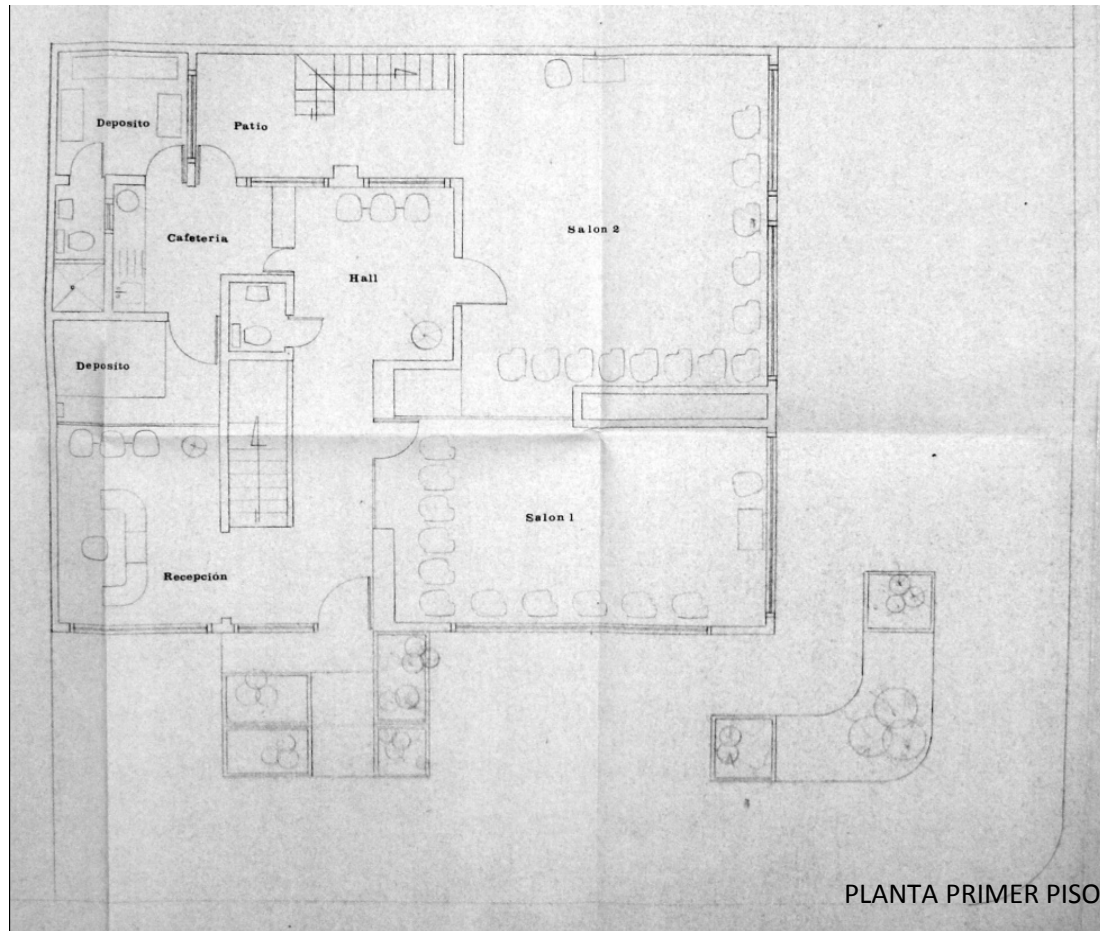 Deposito
Patio
Cafeteria
Salon 2
Hall
Deposito
Salon 1
Recepción
PLANTA PRIMER PISO